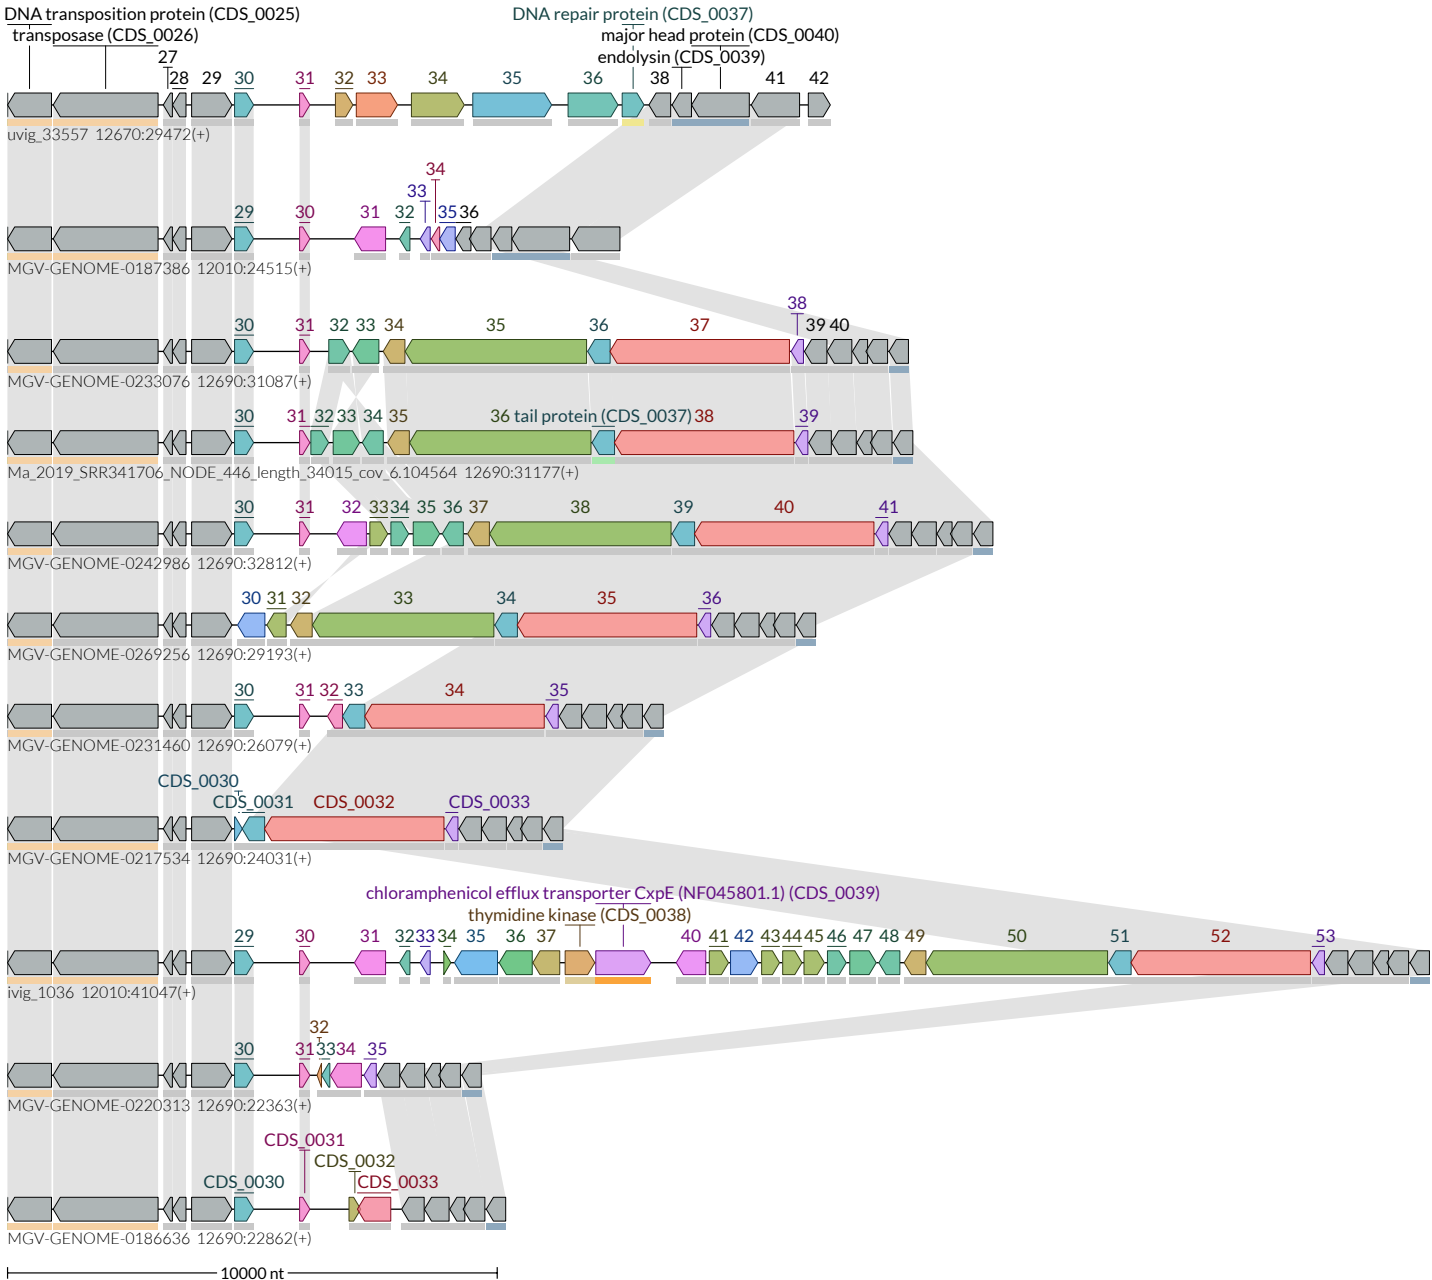 DNA transposition protein (CDS_0025) DNA repair protein (CDS_0037)
transposase (CDS_0026) major head protein (CDS_0040)
27 endolysin (CDS_0039)
28 29 30 31 32 33 34 35 36 38 41 42
uvig_33557 12670:29472(+)
34
33
29 30 31 32 35 36
MGV-GENOME-0187386 12010:24515(+)
38
30 31 32 33 34 35 36 37 39 40
MGV-GENOME-0233076 12690:31087(+)
30 31 32 33 34 35 36 tail protein (CDS_0037) 38 39
Ma_2019_SRR341706_NODE_446_length_34015_cov_6.104564 12690:31177(+)
30 31 32 33 34 35 36 37 38 39 40 41
MGV-GENOME-0242986 12690:32812(+)
30 31 32 33 34 35 36
MGV-GENOME-0269256 12690:29193(+)
30 31 32 33 34 35
MGV-GENOME-0231460 12690:26079(+)
CDS_0030
CDS_0031 CDS_0032 CDS_0033
MGV-GENOME-0217534 12690:24031(+)
chloramphenicol efflux transporter CxpE (NF045801.1) (CDS_0039)
thymidine kinase (CDS_0038)
29 30 31 32 33 34 35 36 37 40 41 42 43 44 45 46 47 48 49 50 51 52 53
ivig_1036 12010:41047(+)
32
30 31 33 34 35
MGV-GENOME-0220313 12690:22363(+)
CDS_0031
CDS_0032
CDS_0030 CDS_0033
MGV-GENOME-0186636 12690:22862(+)
10000 nt